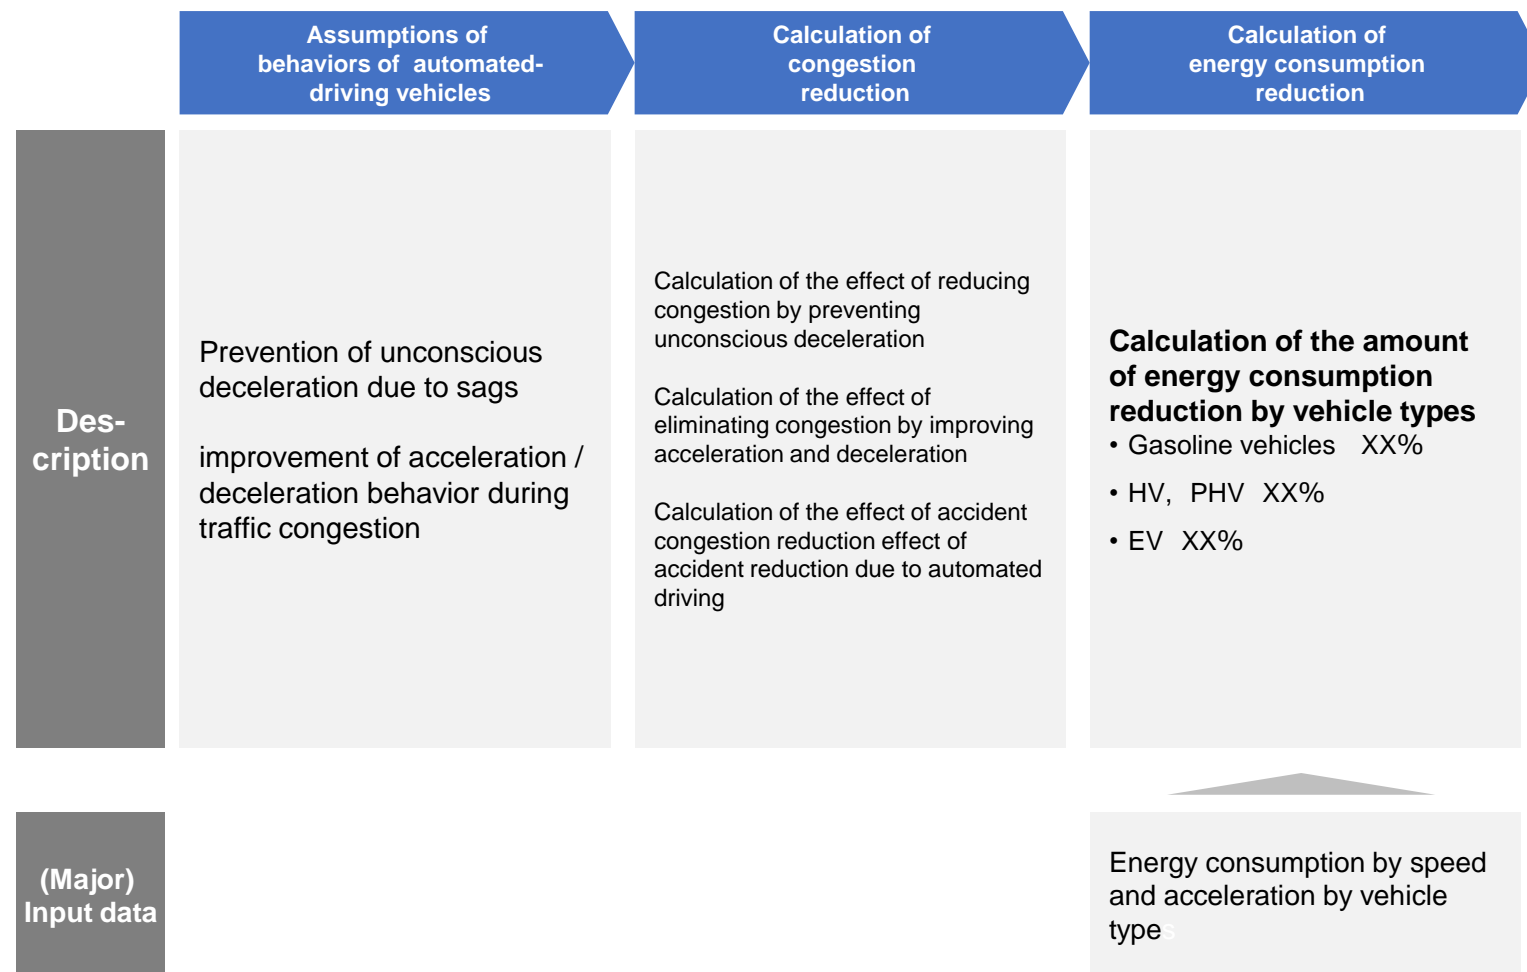 Assumptions of
behaviors of automated-
driving vehicles
Calculation of
congestion
reduction
Calculation of
energy consumption
reduction
Des-
cription
Prevention of unconscious
deceleration due to sags
improvement of acceleration /
deceleration behavior during
traffic congestion
Calculation of the effect of reducing
congestion by preventing
unconscious deceleration
Calculation of the effect of
eliminating congestion by improving
acceleration and deceleration
Calculation of the effect of accident
congestion reduction effect of
accident reduction due to automated
driving
Calculation of the amount
of energy consumption
reduction by vehicle types
• Gasoline vehicles XX%
• HV, PHV XX%
• EV XX%
(Major)
Input data
Energy consumption by speed
and acceleration by vehicle
types